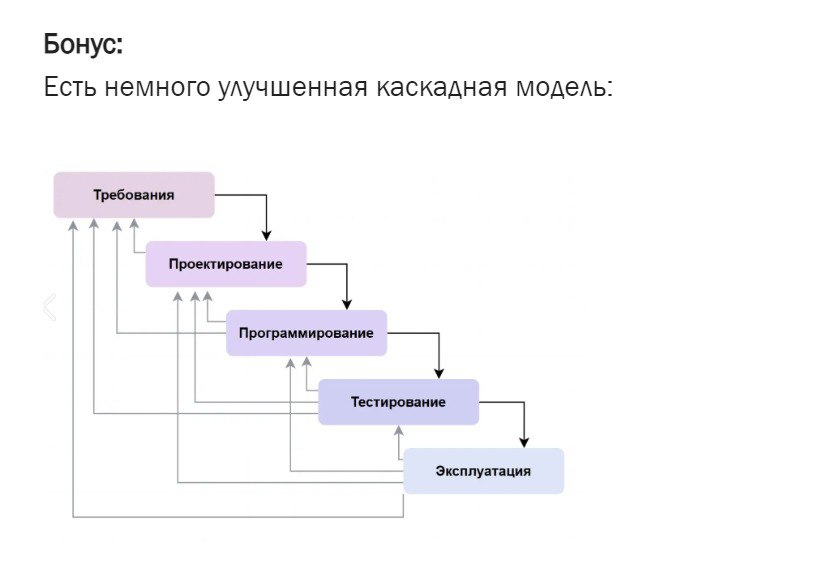 Бонус:
Есть немного улучшенная каскадная модель:
Требования
Проектирование
Программирование
Тестирование
Эксплуатация